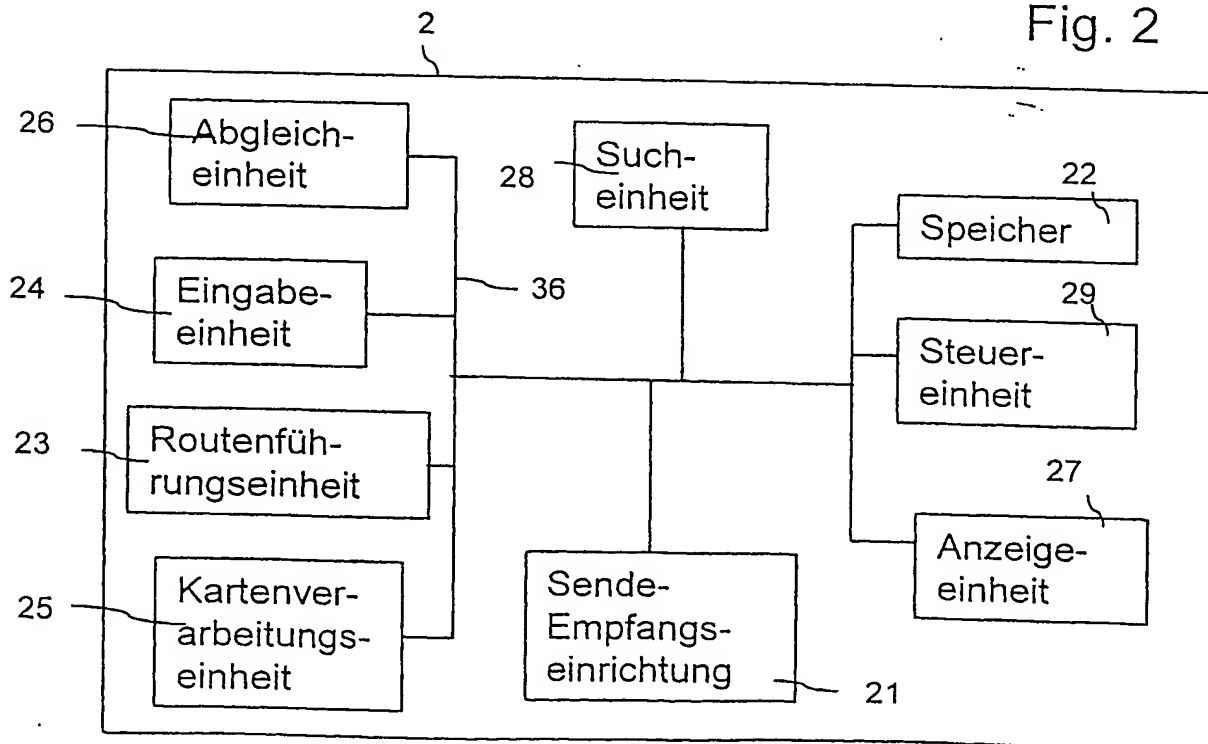 Fig. 2
2
26
Abgleich-
einheit
28
Such-
einheit
22
Speicher
24
Eingabe-
einheit
36
29
Steuer-
einheit
23
Routenfüh-
rungseinheit
27
Anzeige-
einheit
25
Kartenver-
arbeitungs-
einheit
Sende-
Empfangs-
einrichtung
21